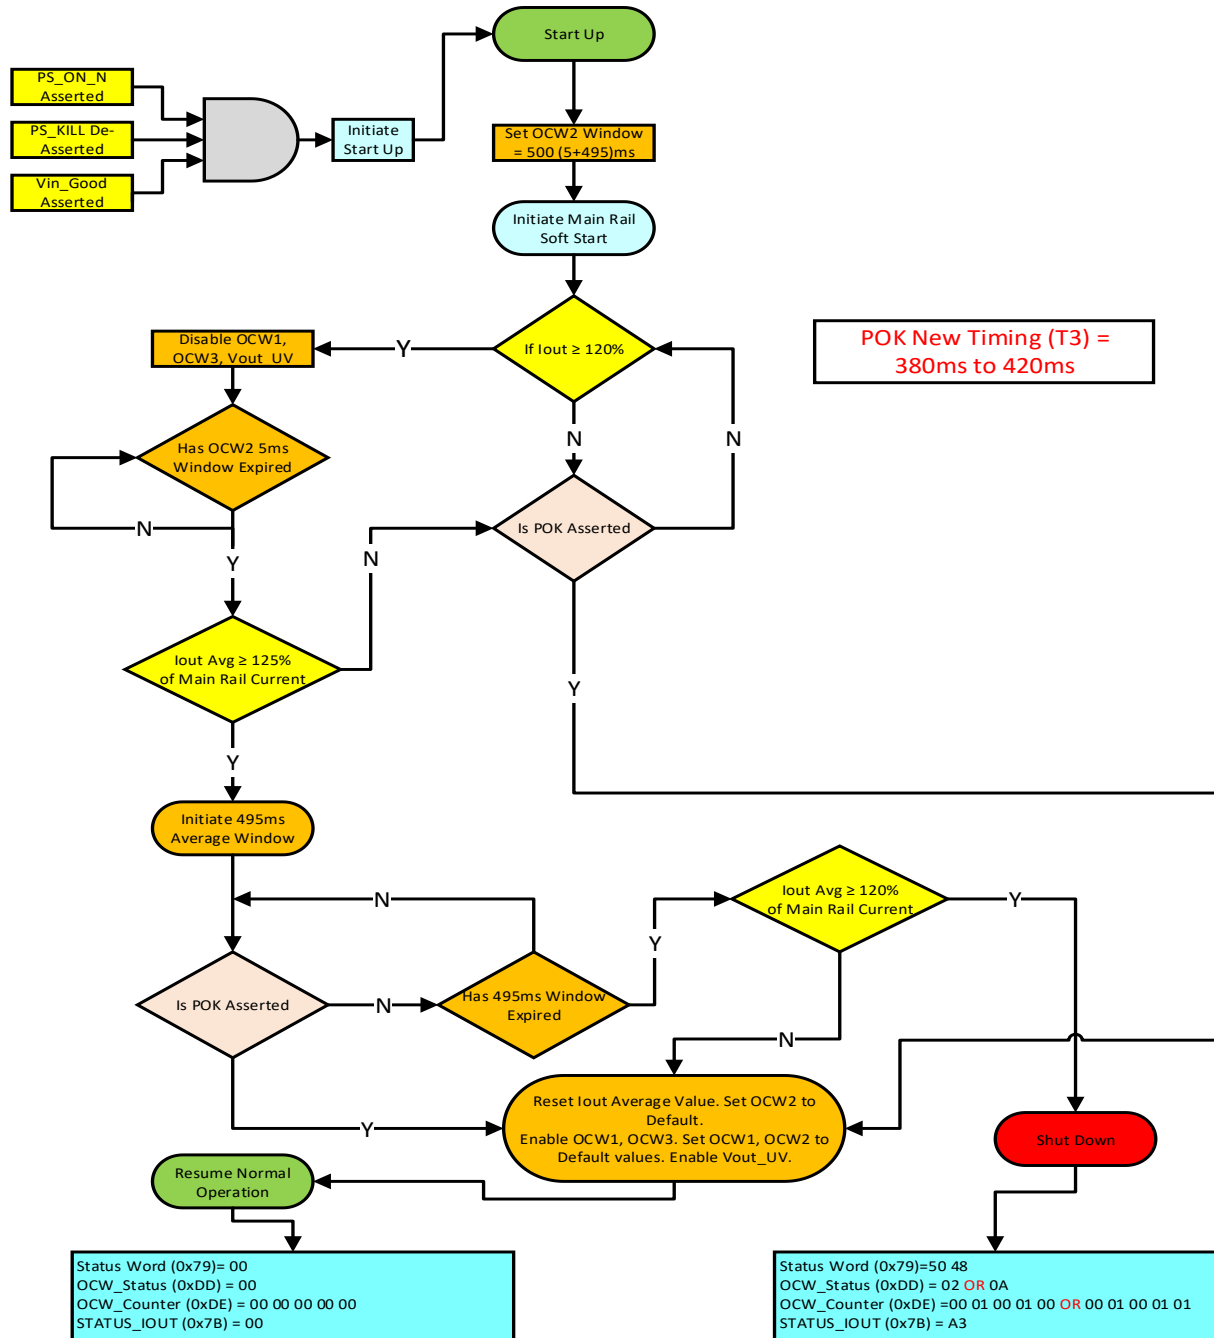 Start Up
PS_ON_N
Asserted
PS_KILL De-
Asserted
Vin_Good
Asserted
Initiate
Start Up
Set OCW2 Window
= 500 (5+495)ms
Initiate Main Rail
Soft Start
If Iout ≥ 120%
Y
Disable OCW1,
OCW3, Vout_UV
POK New Timing (T3) =
380ms to 420ms
N
N
Has OCW2 5ms
Window Expired
N
Y
N
Is POK Asserted
Iout Avg ≥ 125%
of Main Rail Current
Y
Y
Initiate 495ms
Average Window
N
Iout Avg ≥ 120%
of Main Rail Current
Y
Y
Is POK Asserted
N
Has 495ms Window
Expired
N
Y
Reset Iout Average Value. Set OCW2 to
Default.
Enable OCW1, OCW3. Set OCW1, OCW2 to
Default values. Enable Vout_UV.
Shut Down
Resume Normal
Operation
Status Word (0x79)= 00
OCW_Status (0xDD) = 00
OCW_Counter (0xDE) = 00 00 00 00 00
STATUS_IOUT (0x7B) = 00
Status Word (0x79)=50 48
OCW_Status (0xDD) = 02 OR 0A
OCW_Counter (0xDE) =00 01 00 01 00 OR 00 01 00 01 01
STATUS_IOUT (0x7B) = A3